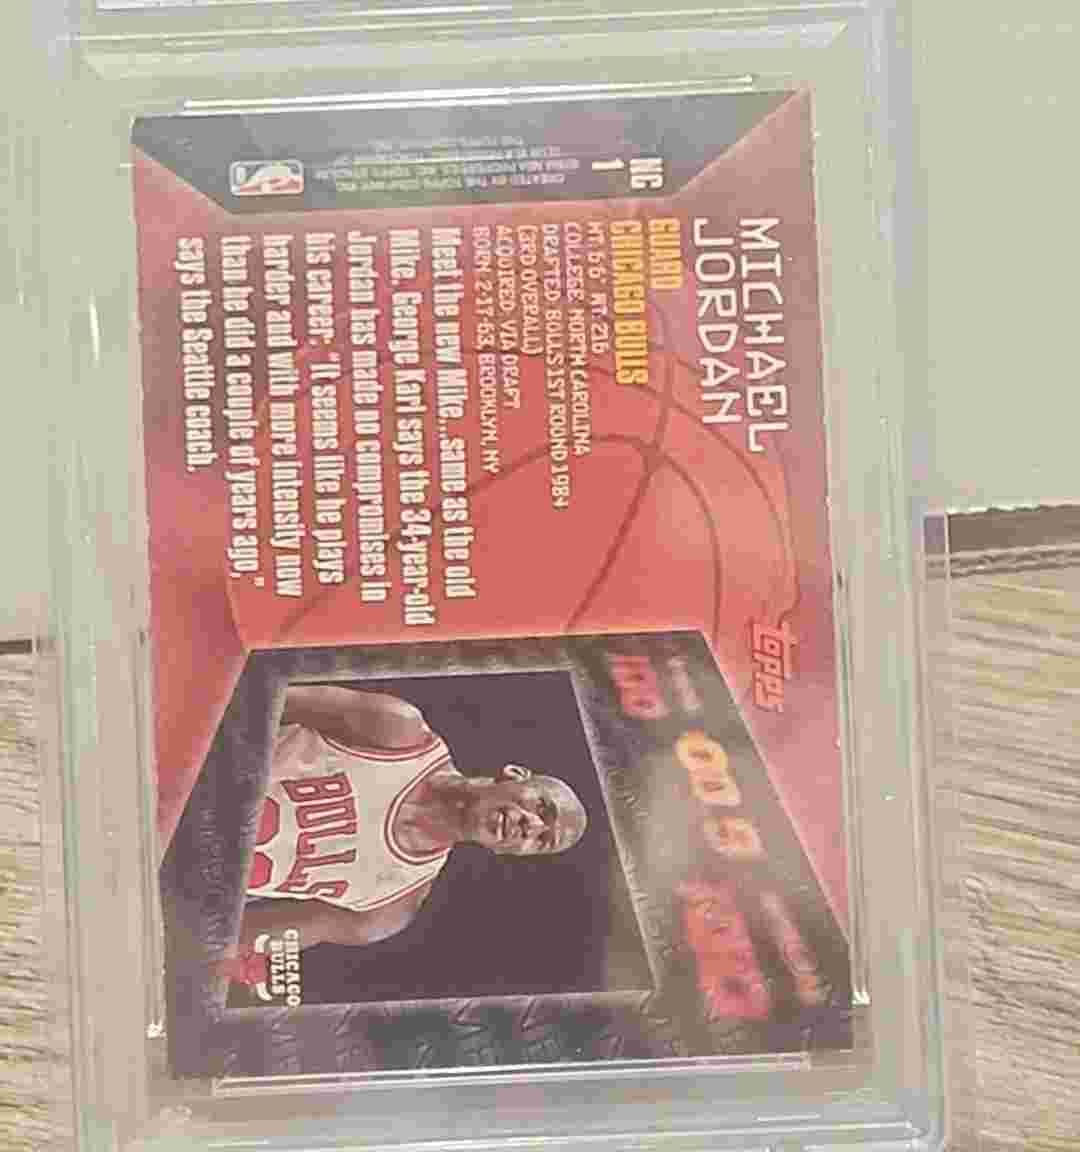 MICHAEL
JORDAN
NG
1
GUARD
CHICAGO BULLS
HT: 6'6" WT: 216
COLLEGE: NORTH CAROLINA
DRAFTED: BULLS 1ST ROUND 1984
(3RD OVERALL)
ACQUIRED: VIA DRAFT
BORN: 2-17-63, BROOKLYN, NY
Meet the new Mike...same as the old
Mike. George Karl says the 34-year-old
Jordan has made no compromises in
his career: "It seems like he plays
harder and with more intensity now
than he did a couple of years ago,"
says the Seattle coach.
Topps
BULLS
CHICAGO
BULLS